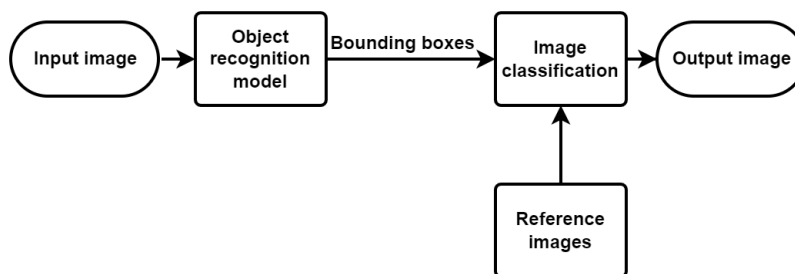 Input image
Object
recognition
model
Bounding boxes
Image
classification
Output image
Reference
images